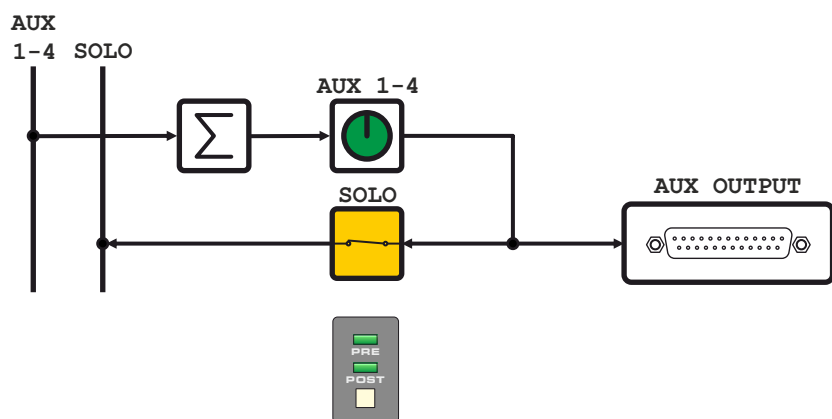 AUX
1-4 SOLO
AUX 1-4
Σ
SOLO
AUX OUTPUT
PRE
POST